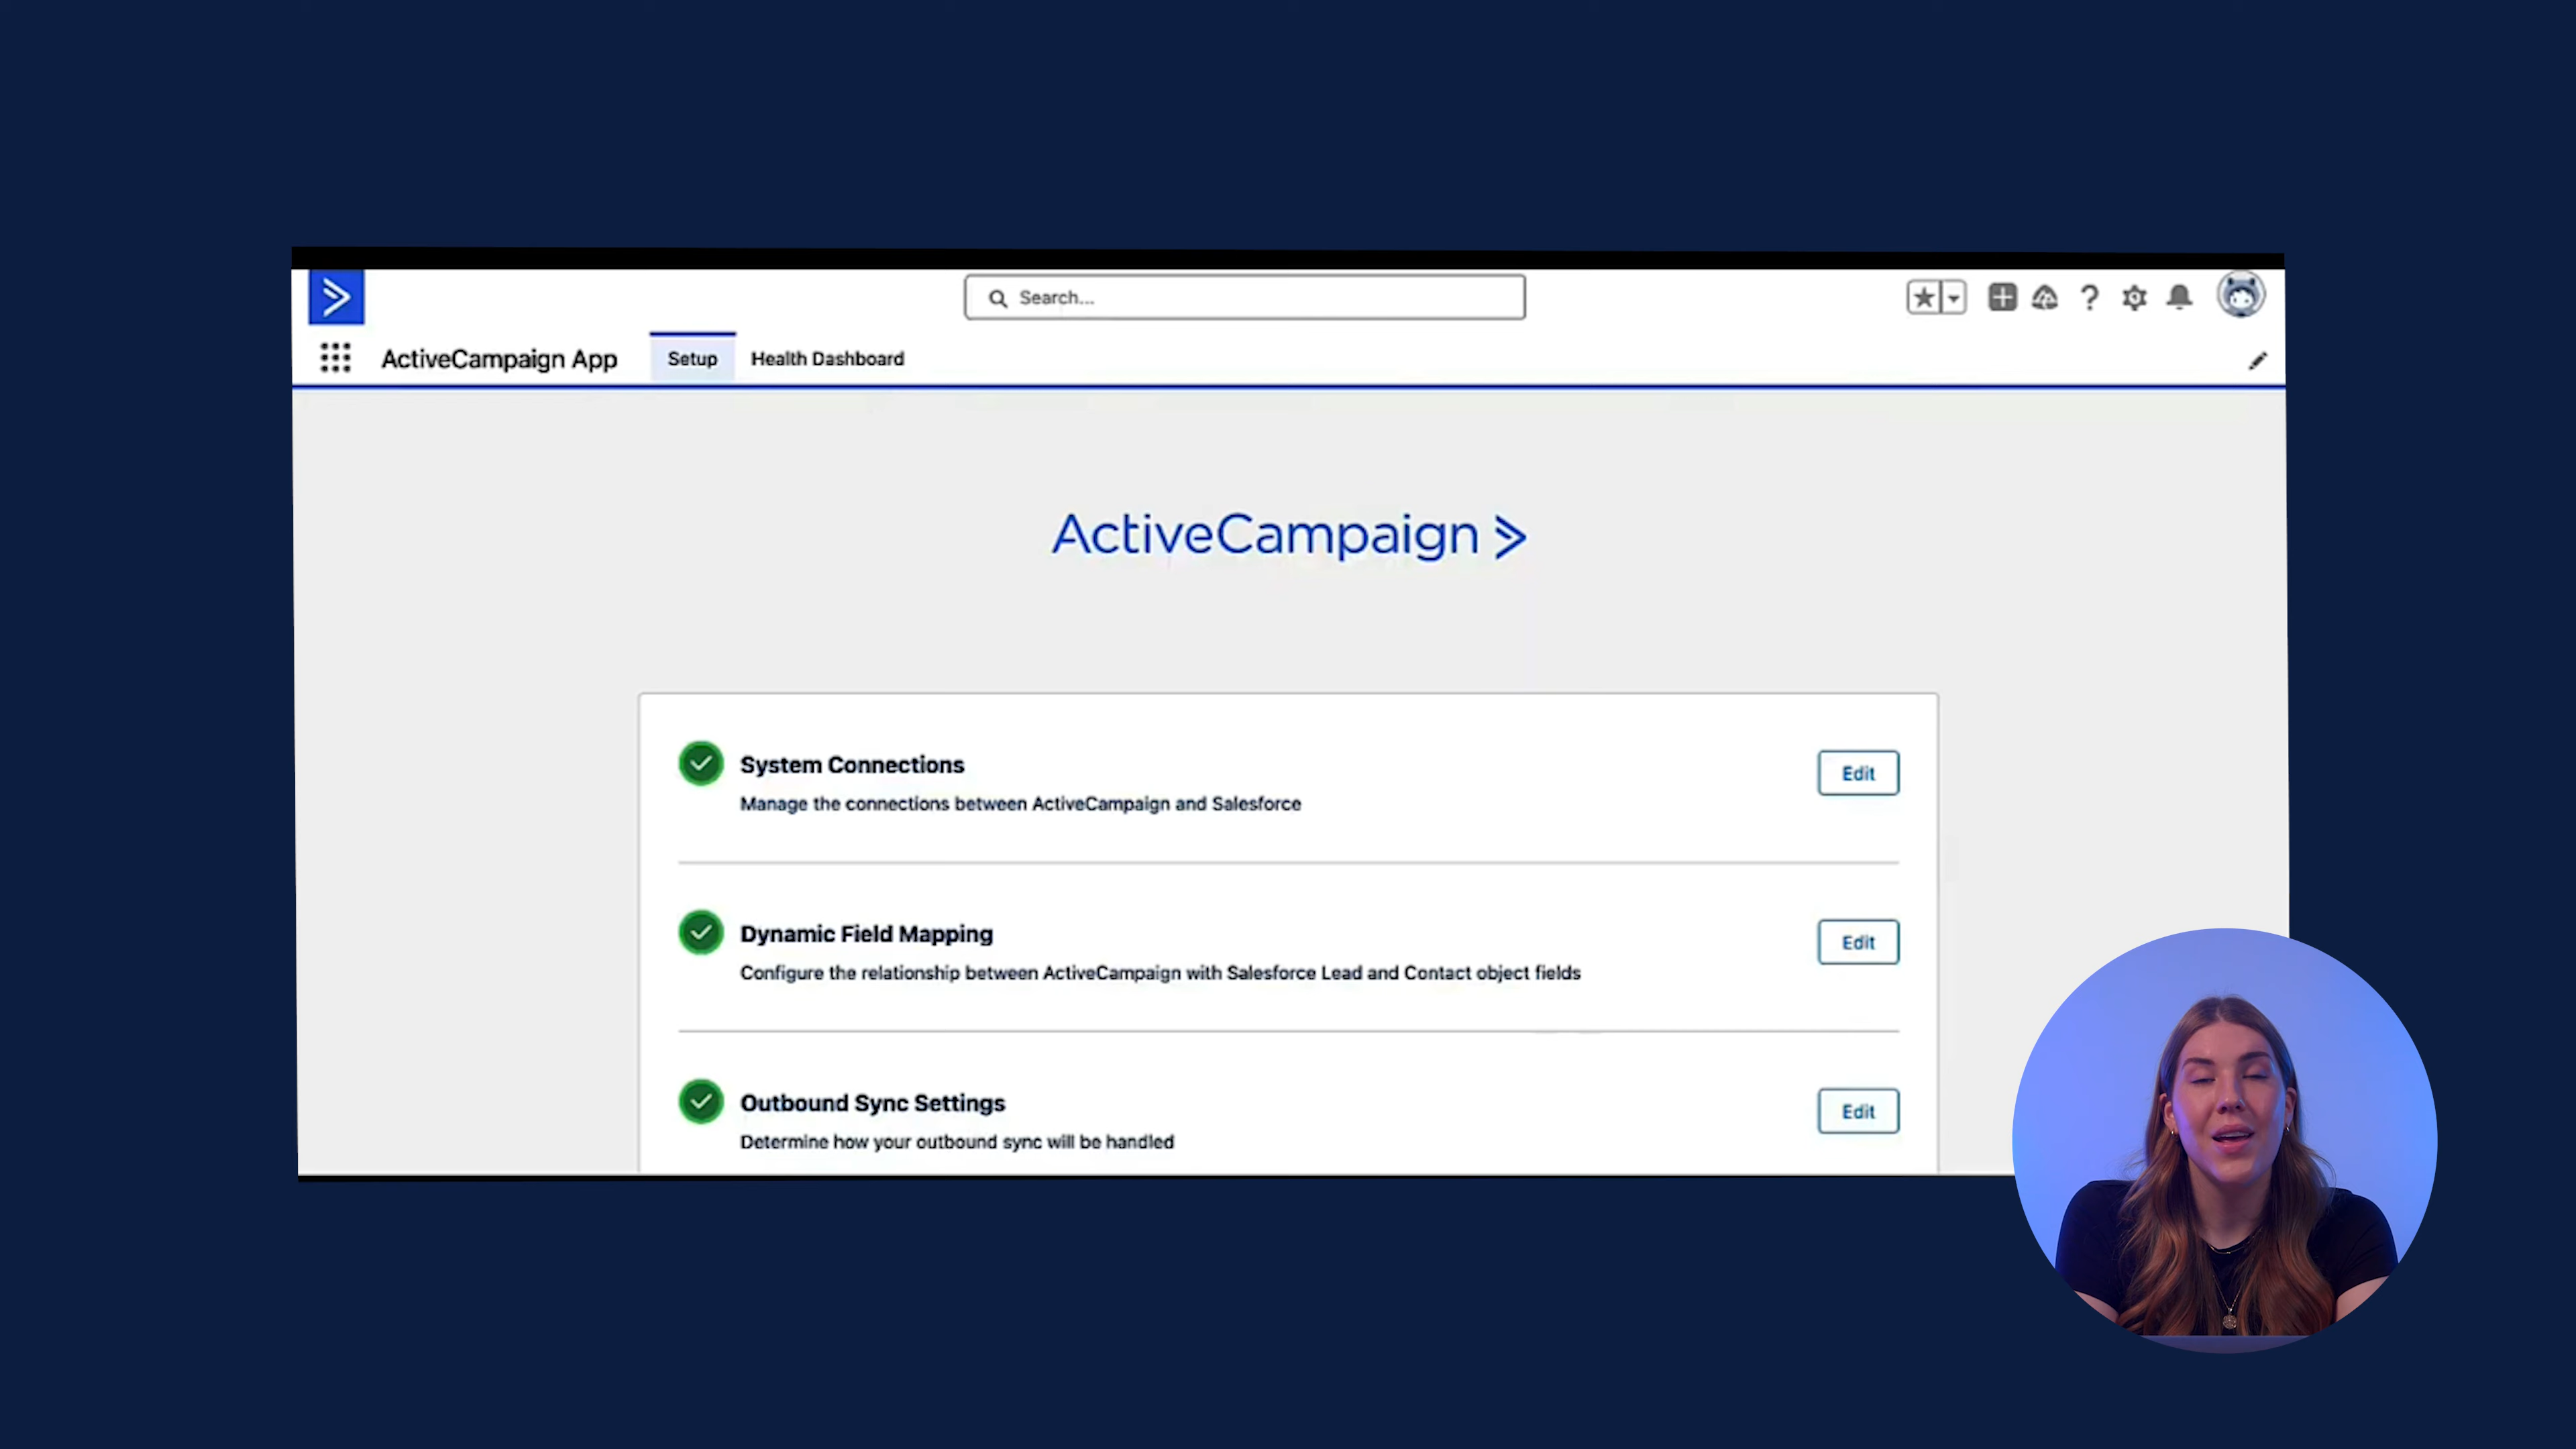 Search...
ActiveCampaign App
Setup
Health Dashboard
ActiveCampaign
System Connections
Edit
Manage the connections between ActiveCampaign and Salesforce
Dynamic Field Mapping
Edit
Configure the relationship between ActiveCampaign with Salesforce Lead and Contact object fields
Outbound Sync Settings
Edit
Determine how your outbound sync will be handled